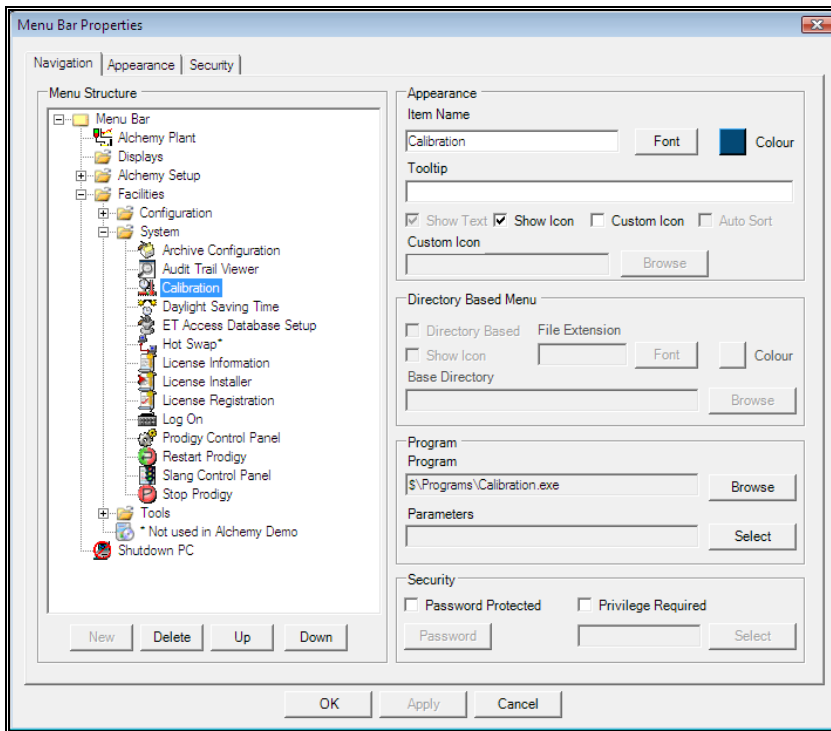 Menu Bar Properties
Navigation
Appearance
Security
Menu Structure
Menu Bar
Alchemy Plant
Displays
Alchemy Setup
Facilities
Configuration
System
Archive Configuration
Audit Trail Viewer
Calibration
Daylight Saving Time
ET Access Database Setup
Hot Swap*
License Information
License Installer
License Registration
Log On
Prodigy Control Panel
Restart Prodigy
Slang Control Panel
Stop Prodigy
Tools
* Not used in Alchemy Demo
Shutdown PC
New
Delete
Up
Down
Appearance
Item Name
Calibration
Font
Colour
Tooltip
Show Text
Show Icon
Custom Icon
Auto Sort
Custom Icon
Browse
Directory Based Menu
Directory Based
File Extension
Show Icon
Font
Colour
Base Directory
Browse
Program
Program
$\Programs\Calibration.exe
Browse
Parameters
Select
Security
Password Protected
Privilege Required
Password
Select
OK
Apply
Cancel